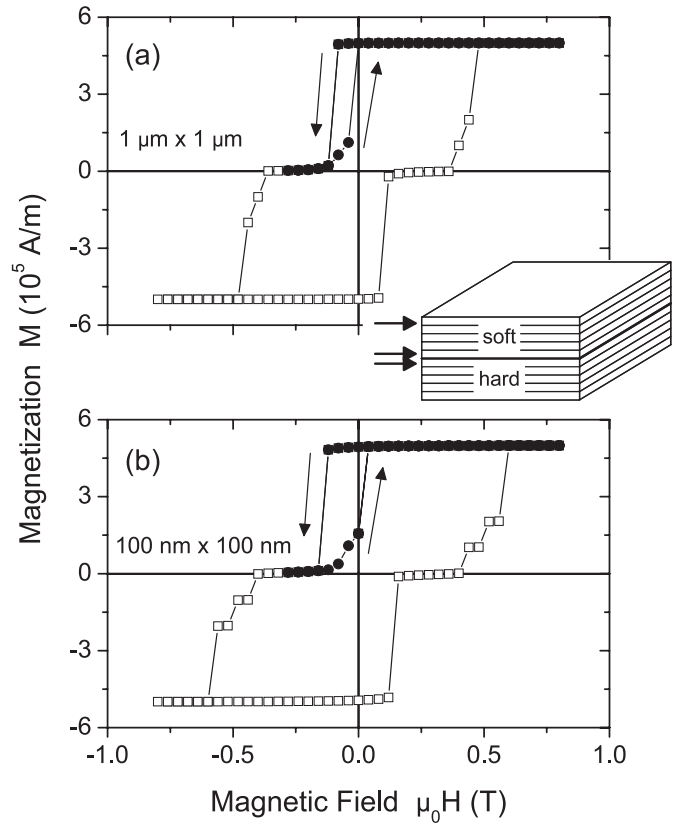 Magnetization M (10⁵ A/m)
6
3
0
-3
-6
(a)
1 µm x 1 µm
soft
hard
6
3
0
-3
-6
(b)
100 nm x 100 nm
-1.0 -0.5 0.0 0.5 1.0
Magnetic Field µ₀H (T)